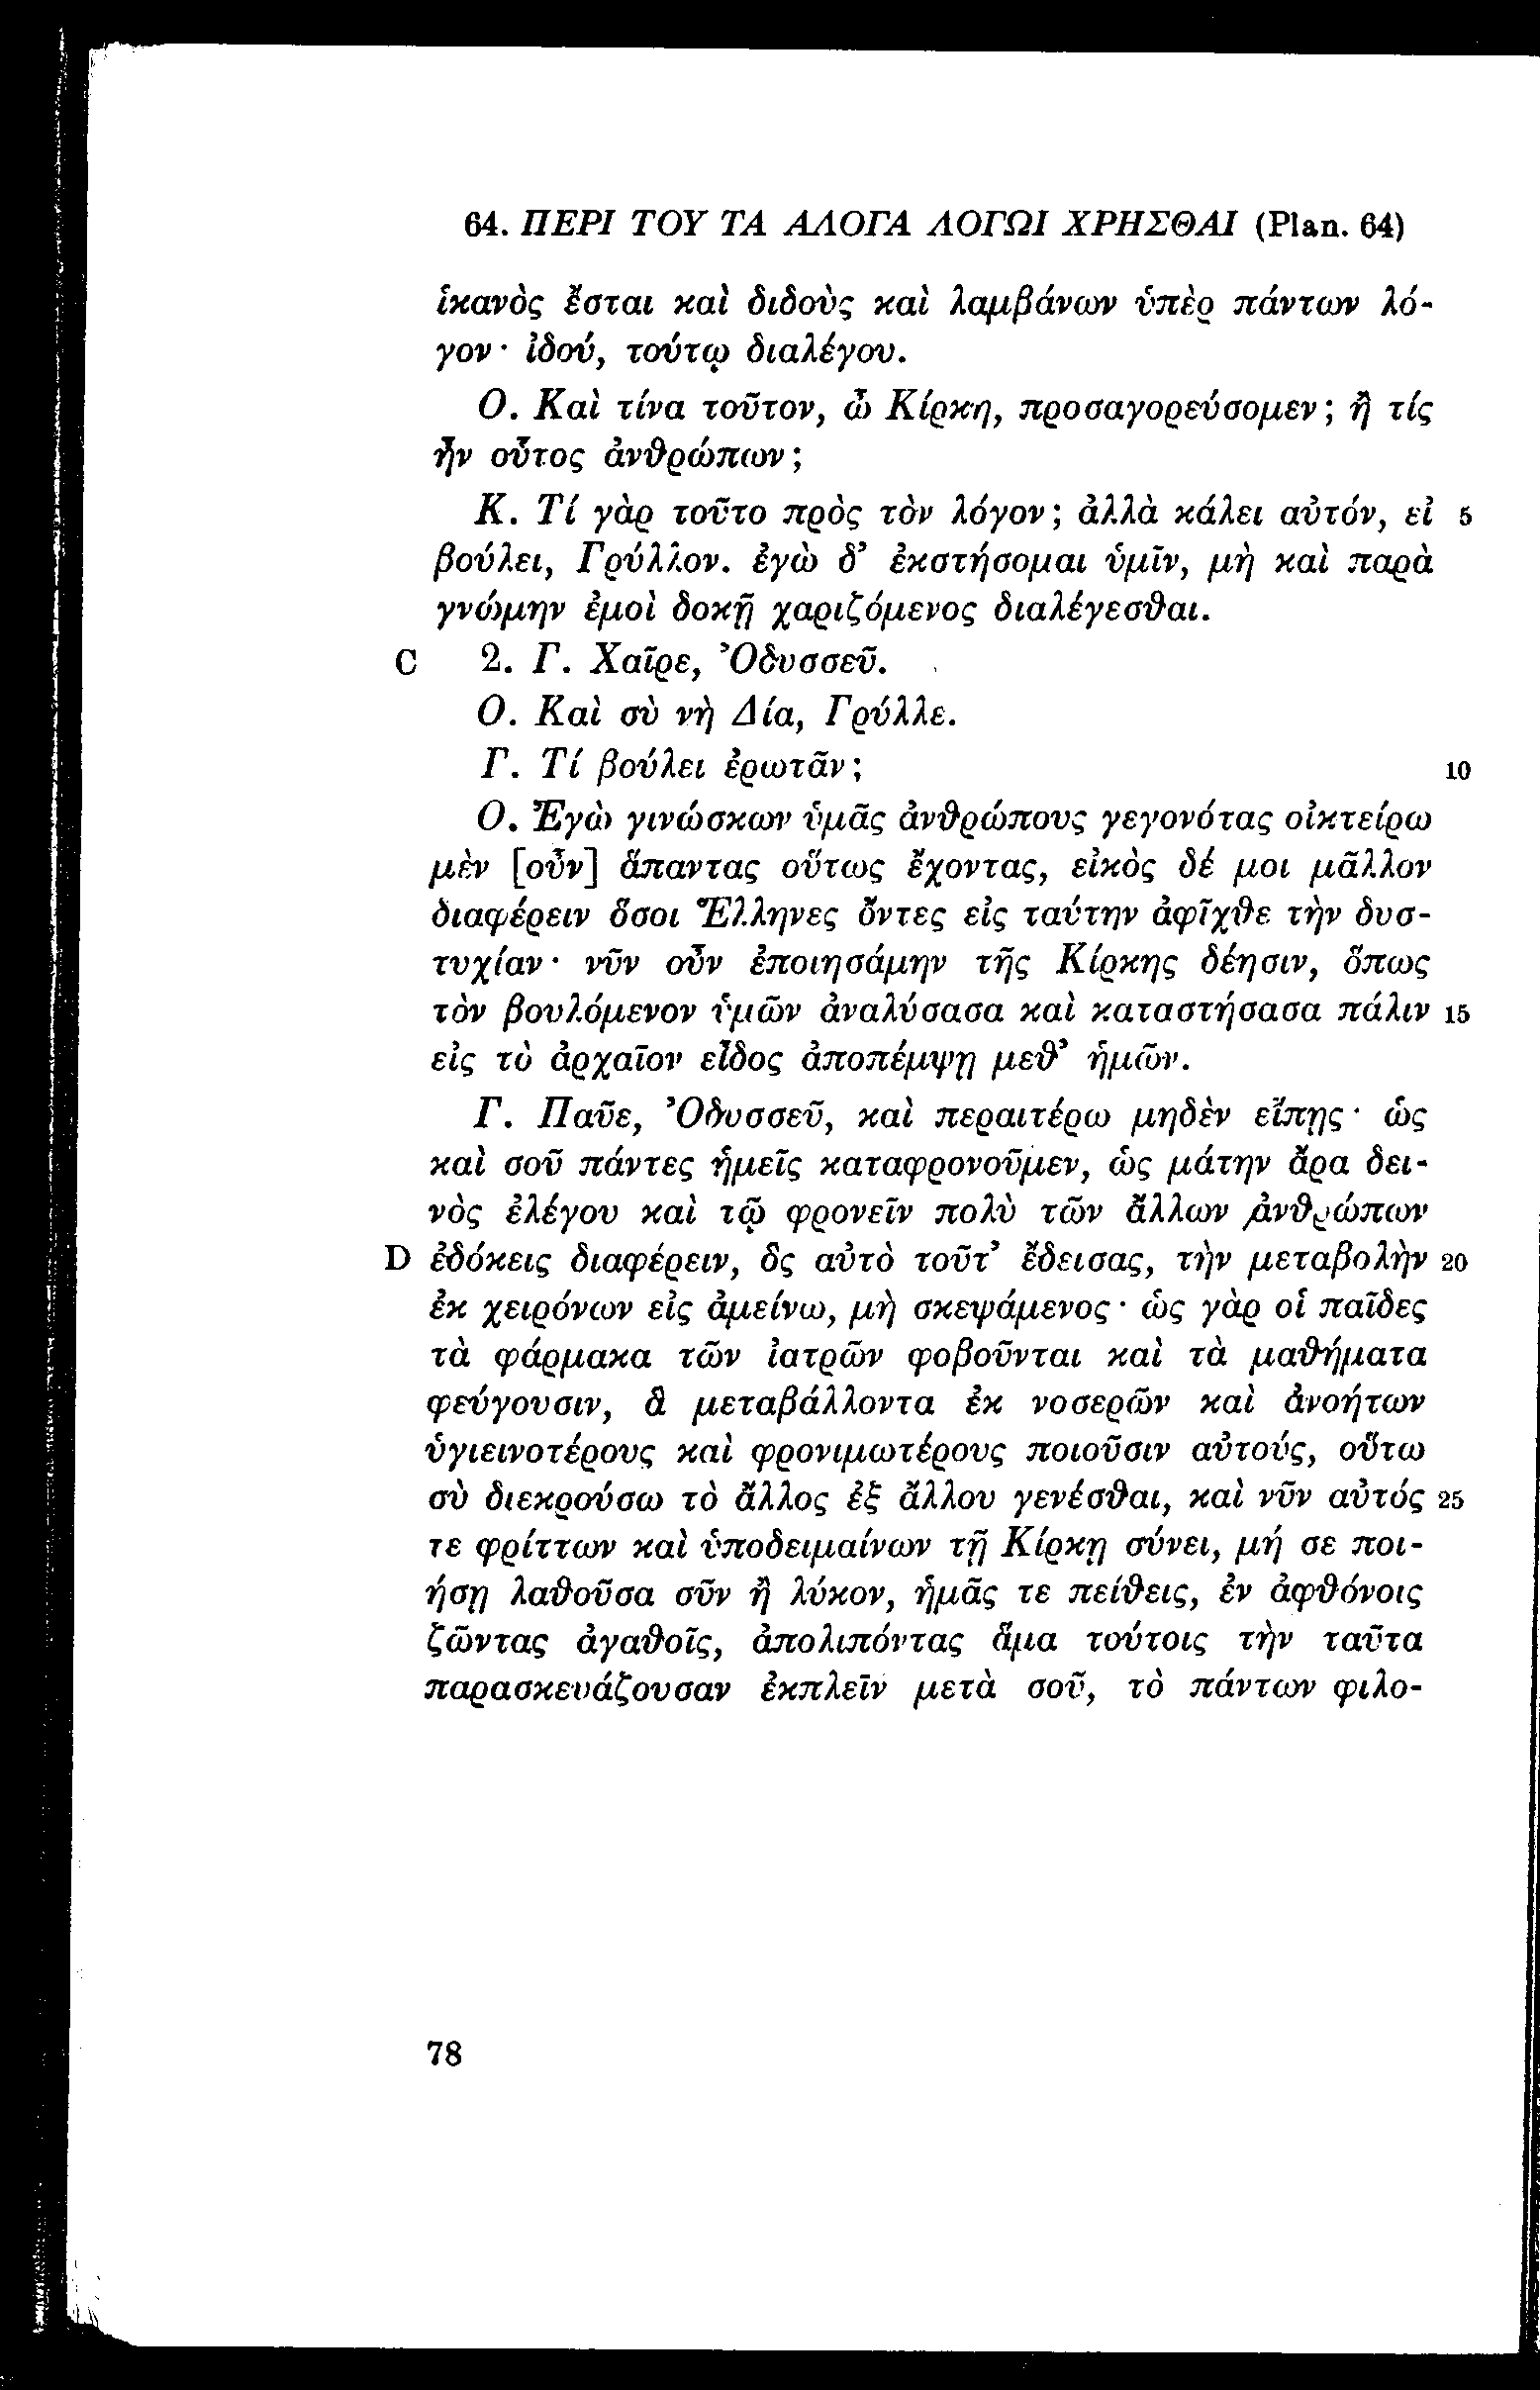 64. ΠΕΡΙ ΤΟΥ ΤΑ ΑΛΟΓΑ ΛΟΓΩΙ ΧΡΗΣΘΑΙ (Plan. 64)
ἱκανὸς ἔσται καὶ διδοὺς καὶ λαμβάνων ὑπὲρ πάντων λό-
γον· ἰδού, τούτῳ διαλέγου.
Ο. Καὶ τίνα τοῦτον, ὦ Κίρκη, προσαγορεύσομεν; ἢ τίς
ἦν οὗτος ἀνθρώπων;
Κ. Τί γὰρ τοῦτο πρὸς τὸν λόγον; ἀλλὰ κάλει αὐτόν, εἰ 5
βούλει, Γρύλλον. ἐγὼ δ’ ἐκστήσομαι ὑμῖν, μὴ καὶ παρὰ
γνώμην ἐμοὶ δοκῇ χαριζόμενος διαλέγεσθαι.
C 2. Γ. Χαῖρε, Ὀδυσσεῦ.
Ο. Καὶ σὺ νὴ Δία, Γρύλλε.
Γ. Τί βούλει ἐρωτᾶν; 10
Ο. Ἐγὼ γινώσκων ὑμᾶς ἀνθρώπους γεγονότας οἰκτείρω
μὲν [οὖν] ἅπαντας οὕτως ἔχοντας, εἰκὸς δέ μοι μᾶλλον
διαφέρειν ὅσοι Ἕλληνες ὄντες εἰς ταύτην ἀφῖχθε τὴν δυσ-
τυχίαν· νῦν οὖν ἐποιησάμην τῆς Κίρκης δέησιν, ὅπως
τὸν βουλόμενον ὑμῶν ἀναλύσασα καὶ καταστήσασα πάλιν 15
εἰς τὸ ἀρχαῖον εἶδος ἀποπέμψῃ μεθ’ ἡμῶν.
Γ. Παῦε, Ὀδυσσεῦ, καὶ περαιτέρω μηδὲν εἴπῃς· ὡς
καὶ σοῦ πάντες ἡμεῖς καταφρονοῦμεν, ὡς μάτην ἄρα δει-
νὸς ἐλέγου καὶ τῷ φρονεῖν πολὺ τῶν ἄλλων ἀνθρώπων
D ἐδόκεις διαφέρειν, ὃς αὐτὸ τοῦτ’ ἔδεισας, τὴν μεταβολὴν 20
ἐκ χειρόνων εἰς ἀμείνω, μὴ σκεψάμενος· ὡς γὰρ οἱ παῖδες
τὰ φάρμακα τῶν ἰατρῶν φοβοῦνται καὶ τὰ μαθήματα
φεύγουσιν, ἃ μεταβάλλοντα ἐκ νοσερῶν καὶ ἀνοήτων
ὑγιεινοτέρους καὶ φρονιμωτέρους ποιοῦσιν αὐτούς, οὕτω
σὺ διεκρούσω τὸ ἄλλος ἐξ ἄλλου γενέσθαι, καὶ νῦν αὐτός 25
τε φρίττων καὶ ὑποδειμαίνων τῇ Κίρκῃ σύνει, μή σε ποι-
ήσῃ λαθοῦσα σῦν ἢ λύκον, ἡμᾶς τε πείθεις, ἐν ἀφθόνοις
ζῶντας ἀγαθοῖς, ἀπολιπόντας ἅμα τούτοις τὴν ταῦτα
παρασκευάζουσαν ἐκπλεῖν μετὰ σοῦ, τὸ πάντων φιλο-
78